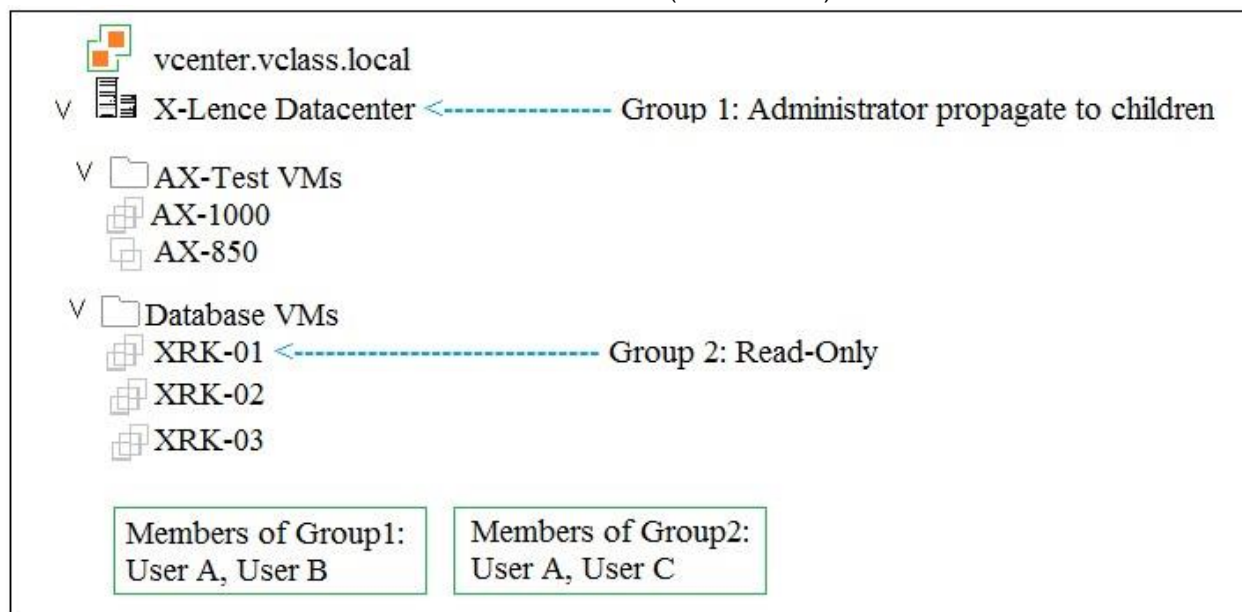 vcenter.vclass.local
X-Lence Datacenter Group 1: Administrator propagate to children
AX-Test VMs
AX-1000
AX-850
Database VMs
XRK-01 Group 2: Read-Only
XRK-02
XRK-03
Members of Group1:
User A, User B
Members of Group2:
User A, User C